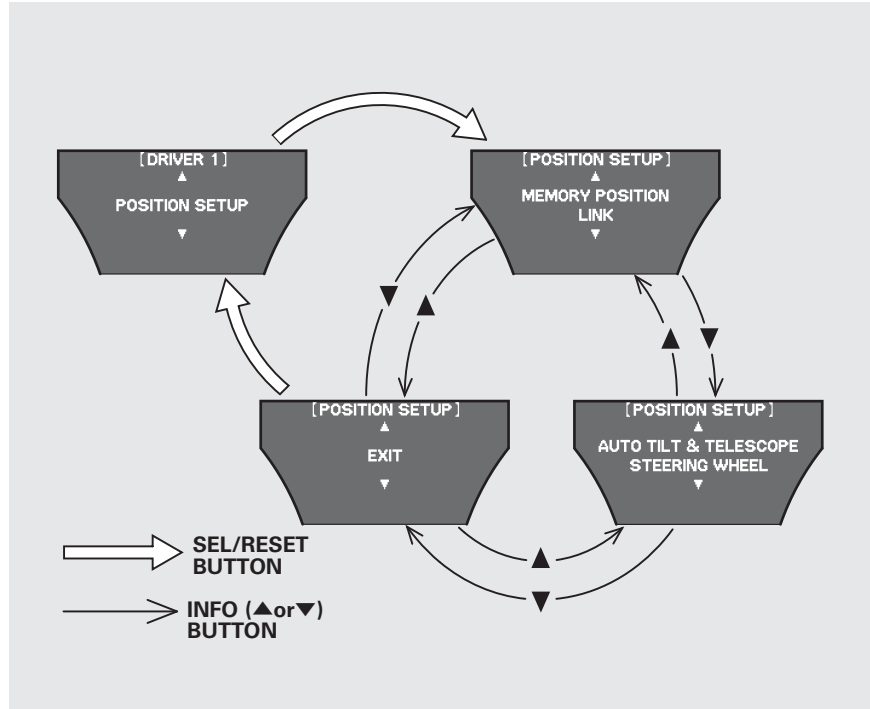 [DRIVER 1]
▲
POSITION SETUP
▼
[POSITION SETUP]
▲
MEMORY POSITION
LINK
▼
▼
▲
▲
▼
[POSITION SETUP]
▲
EXIT
▼
[POSITION SETUP]
▲
AUTO TILT & TELESCOPE
STEERING WHEEL
▼
▲
▼
SEL/RESET
BUTTON
INFO (▲or▼)
BUTTON